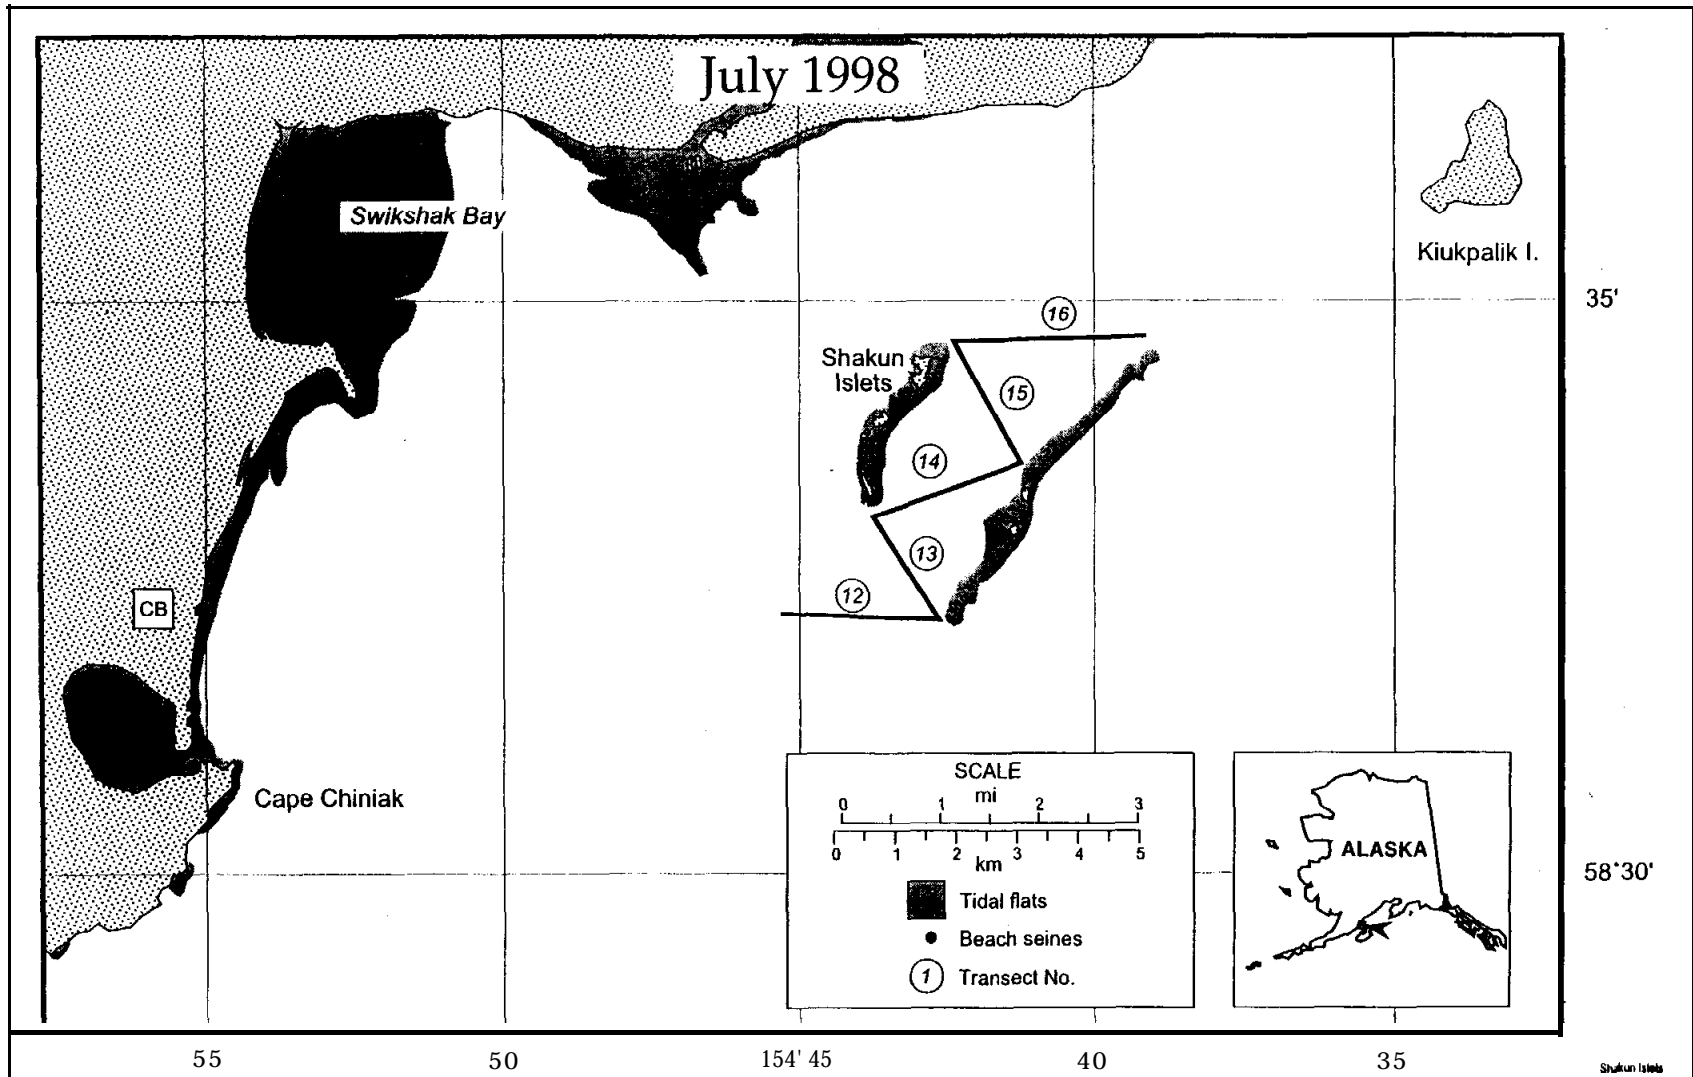 July 1998
Swikshak Bay
Kiukpalik I.
35'
16
Shakun
Islets
15
14
13
12
CB
Cape Chiniak
SCALE
mi
0 1 2 3
0 1 2 3 4 5
km
Tidal flats
Beach seines
1 Transect No.
ALASKA
58°30'
55 50 154' 45 40 35
Shakun Islets